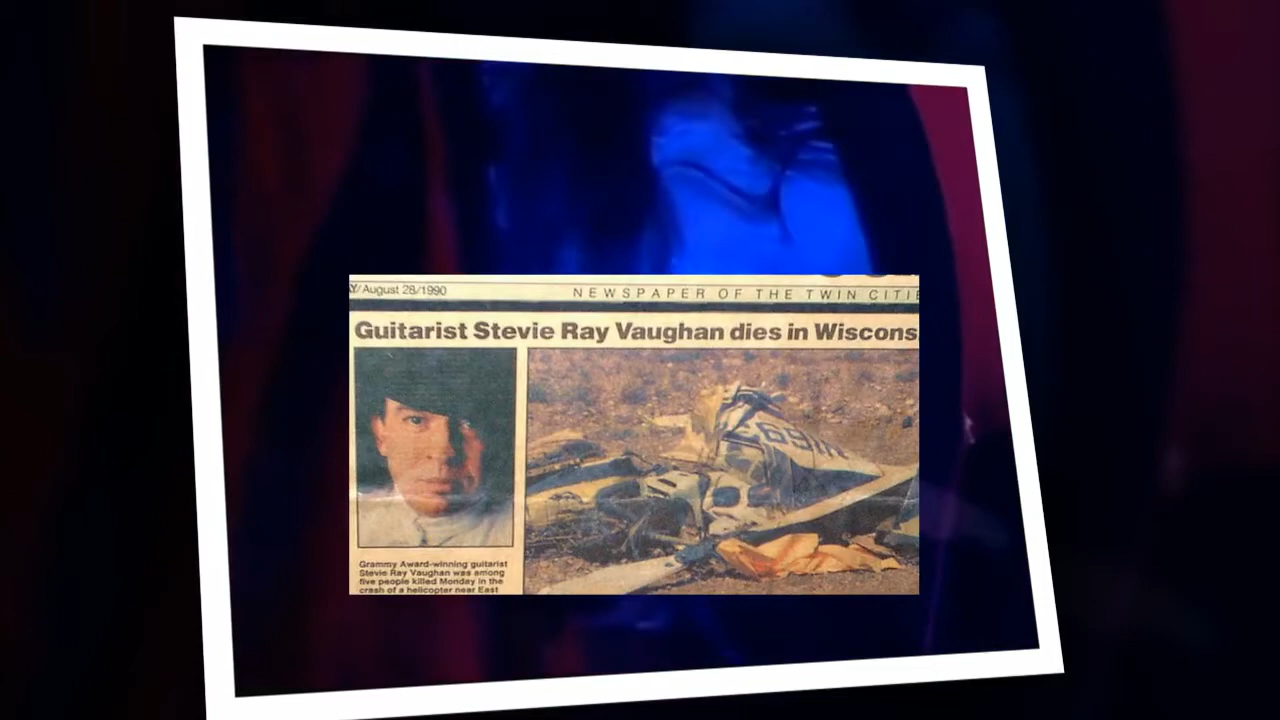 Y/August 28/1990
NEWSPAPER OF THE TWIN CITIE
Guitarist Stevie Ray Vaughan dies in Wiscons
Grammy Award-winning guitarist
Stevie Ray Vaughan was among
five people killed Monday in the
crash of a helicopter near East